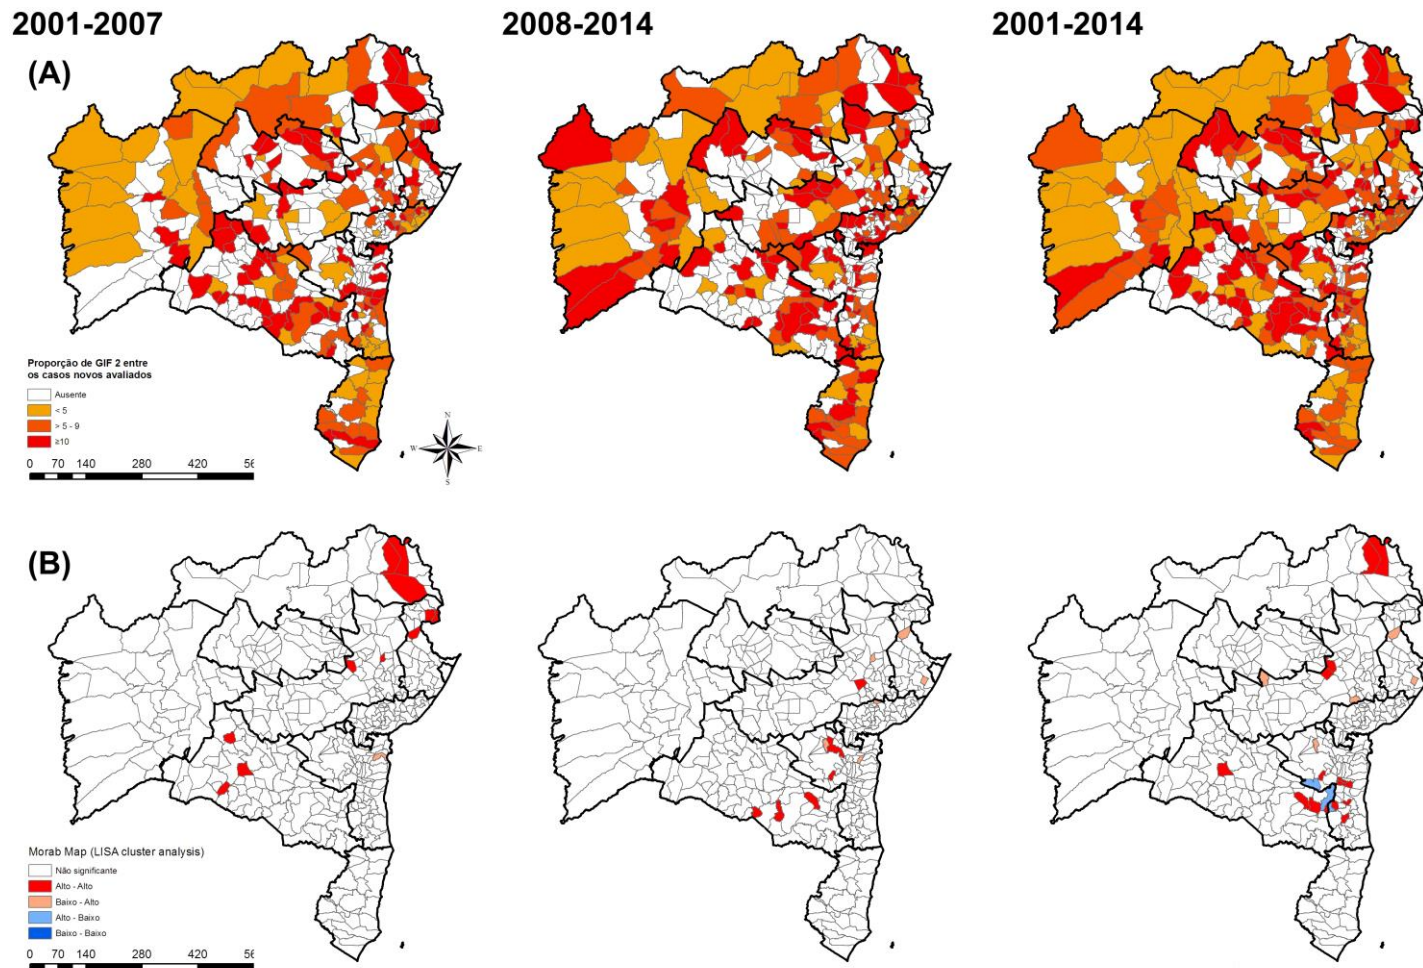 2001-2007
2008-2014
2001-2014
(A)
Proporção de GIF 2 entre
os casos novos avaliados
Ausente
< 5
> 5 - 9
≥10
0 70 140 280 420 56
N
W E
S
(B)
Morab Map (LISA cluster analysis)
Não significante
Alto - Alto
Baixo - Alto
Alto - Baixo
Baixo - Baixo
0 70 140 280 420 56